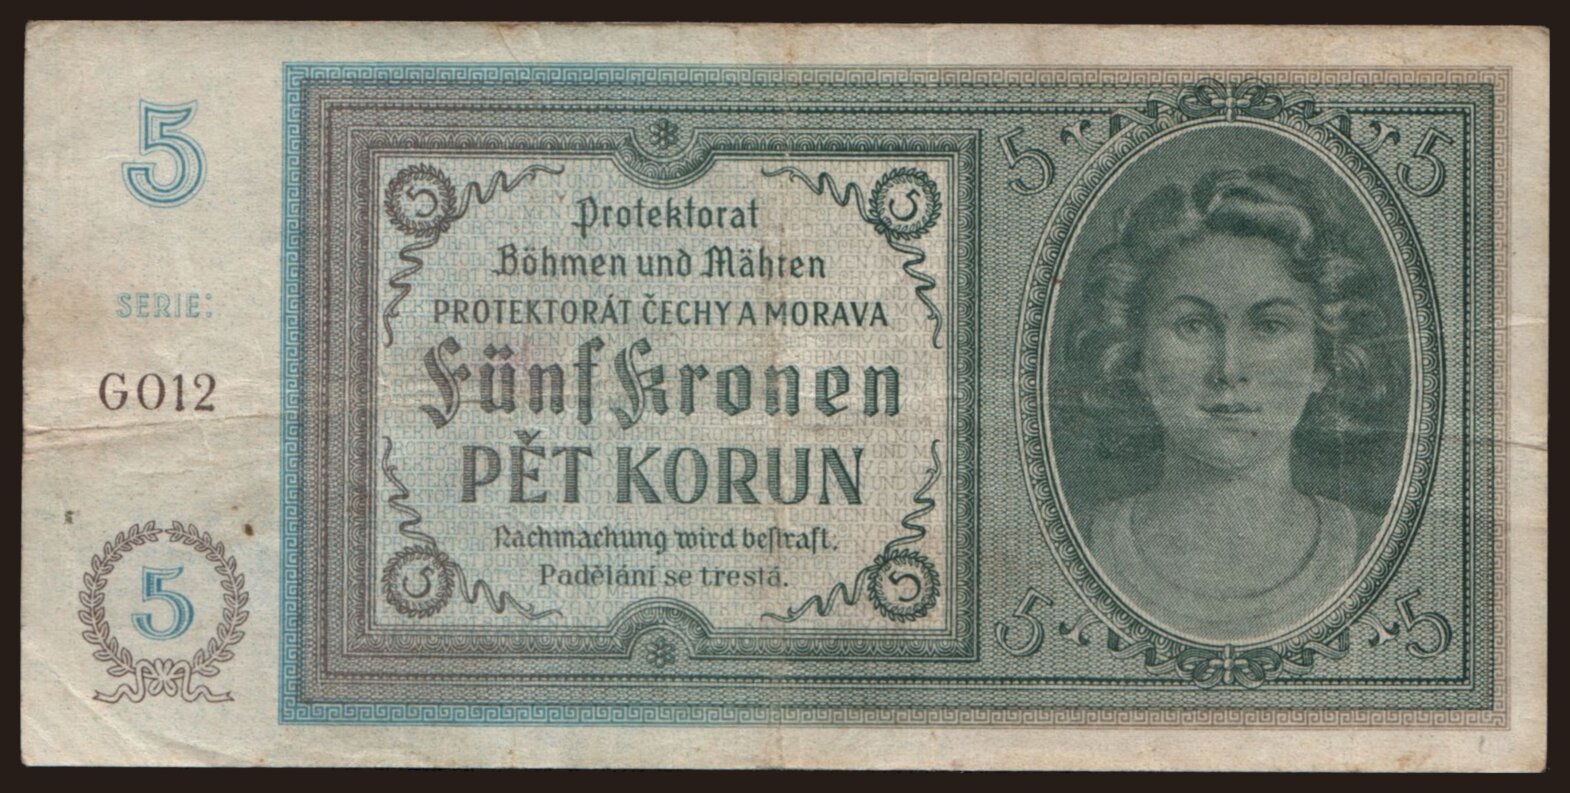 5
SERIE:
G012
5
5
5
Protektorat
Böhmen und Mähren
PROTEKTORÁT ČECHY A MORAVA
Fünf Kronen
PĚT KORUN
Nachmachung wird bestraft.
Padělání se trestá.
5
5
5
5
5
5